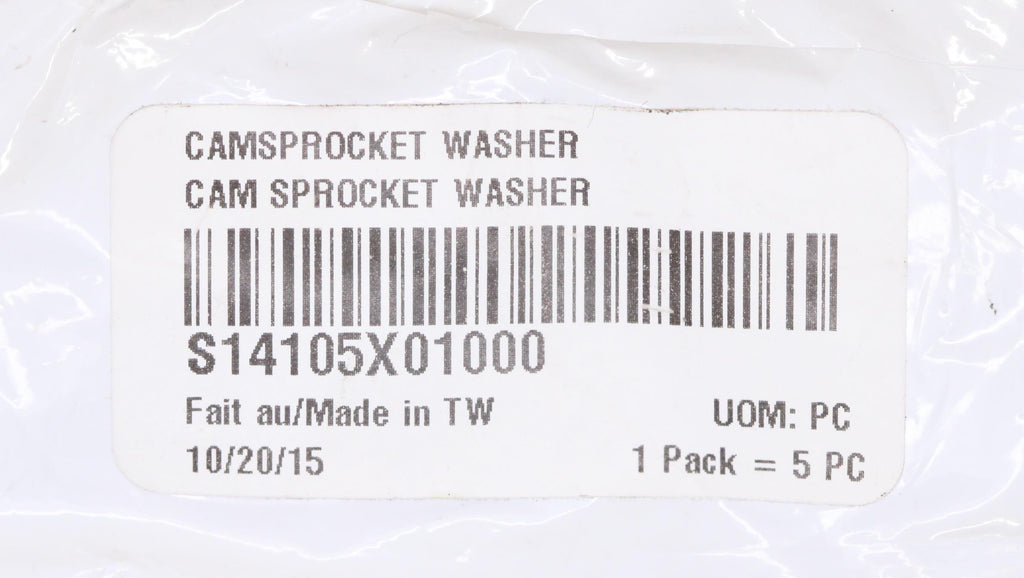 CAMSPROCKET WASHER
CAM SPROCKET WASHER
S14105X01000
Fait au/Made in TW
UOM: PC
10/20/15
1 Pack = 5 PC